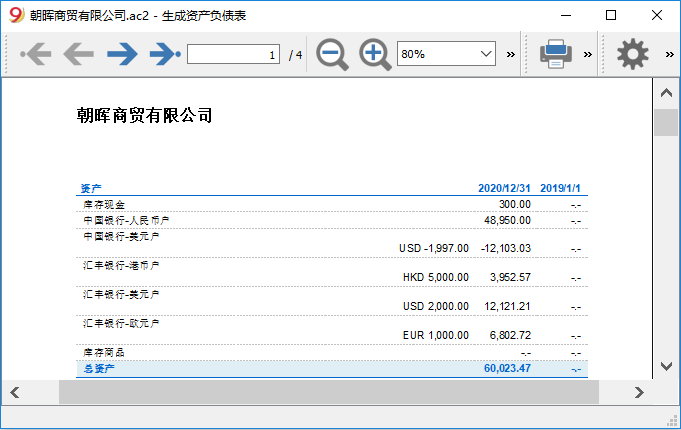 朝晖商贸有限公司.ac2 - 生成资产负债表
1 / 4 80% » » »
朝晖商贸有限公司
资产 2020/12/31 2019/1/1
库存现金 300.00 -.-
中国银行-人民币户 48,950.00 -.-
中国银行-美元户
USD -1,997.00 -12,103.03 -.-
汇丰银行-港币户
HKD 5,000.00 3,952.57 -.-
汇丰银行-美元户
USD 2,000.00 12,121.21 -.-
汇丰银行-欧元户
EUR 1,000.00 6,802.72 -.-
库存商品 -.- -.-
总资产 60,023.47 -.-